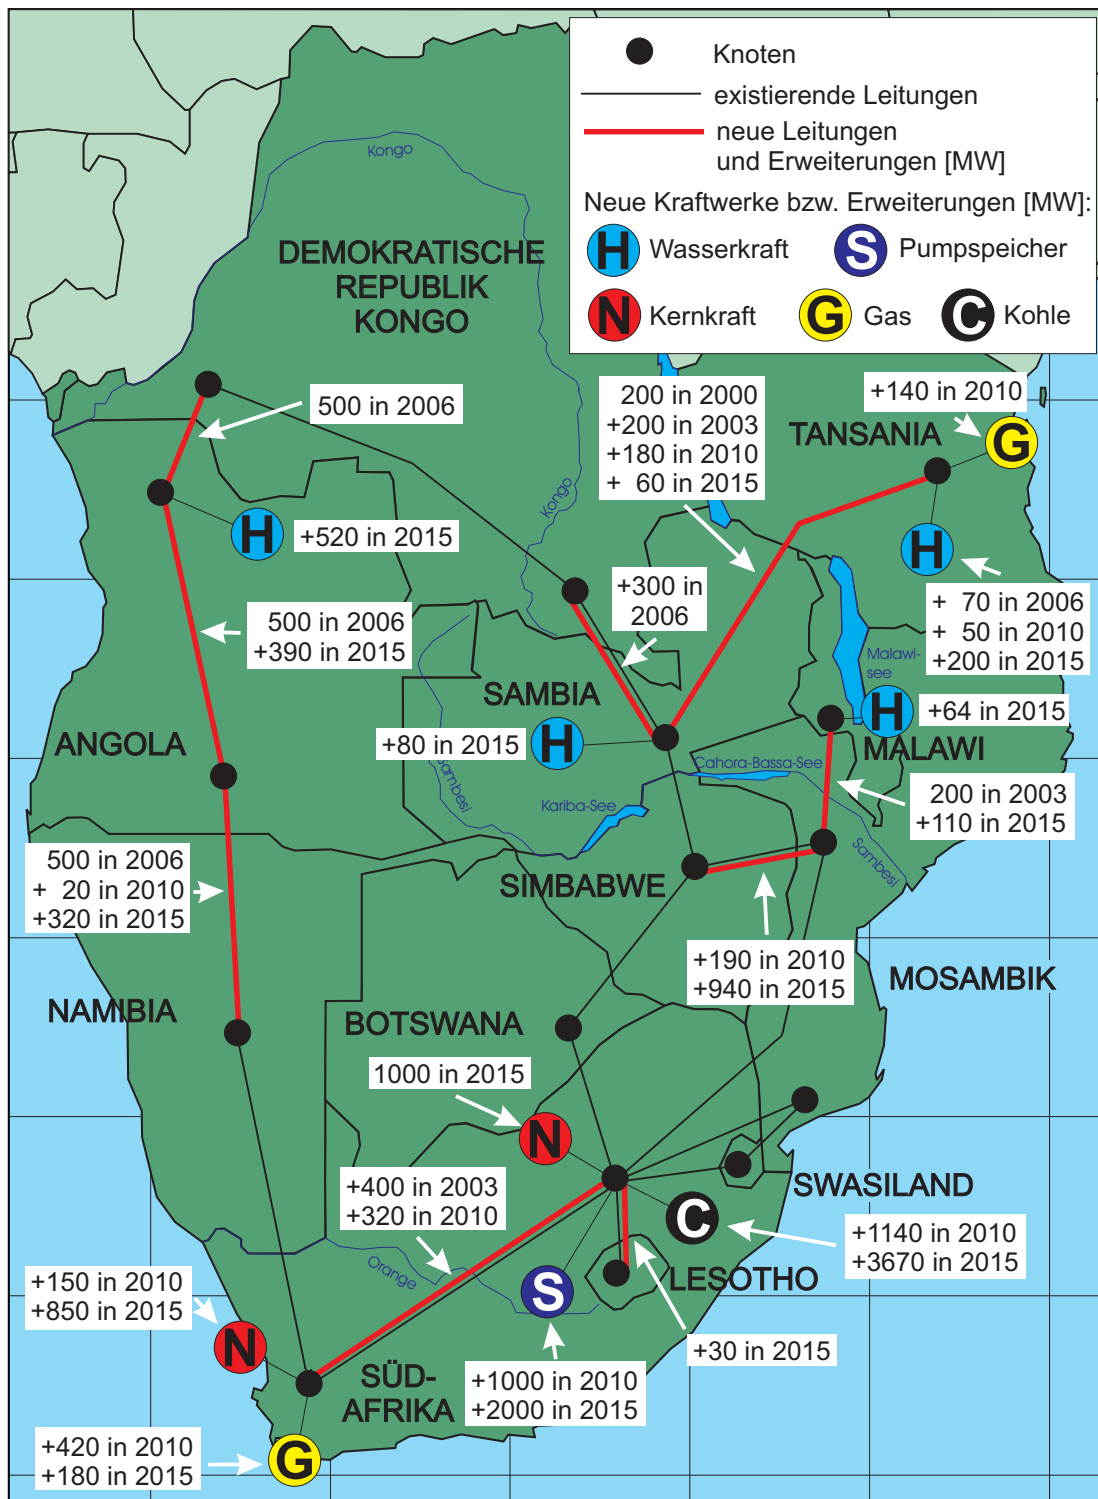 Knoten
existierende Leitungen
neue Leitungen
und Erweiterungen [MW]
Neue Kraftwerke bzw. Erweiterungen [MW]:
H Wasserkraft
S Pumpspeicher
N Kernkraft
G Gas
C Kohle
Kongo
DEMOKRATISCHE
REPUBLIK
KONGO
500 in 2006
200 in 2000
+200 in 2003
+180 in 2010
+ 60 in 2015
+140 in 2010
TANSANIA
G
Kongo
H
+520 in 2015
H
+300 in
2006
+ 70 in 2006
+ 50 in 2010
+200 in 2015
500 in 2006
+390 in 2015
Malawi-
see
SAMBIA
H
+80 in 2015
H
+64 in 2015
ANGOLA
MALAWI
Sambesi
Cahora-Bassa-See
Kariba-See
200 in 2003
+110 in 2015
Sambesi
500 in 2006
+ 20 in 2010
+320 in 2015
SIMBABWE
+190 in 2010
+940 in 2015
MOSAMBIK
NAMIBIA
BOTSWANA
1000 in 2015
N
+400 in 2003
+320 in 2010
SWASILAND
C
+1140 in 2010
+3670 in 2015
Orange
LESOTHO
S
+150 in 2010
+850 in 2015
N
+30 in 2015
SÜD-
AFRIKA
+1000 in 2010
+2000 in 2015
+420 in 2010
+180 in 2015
G